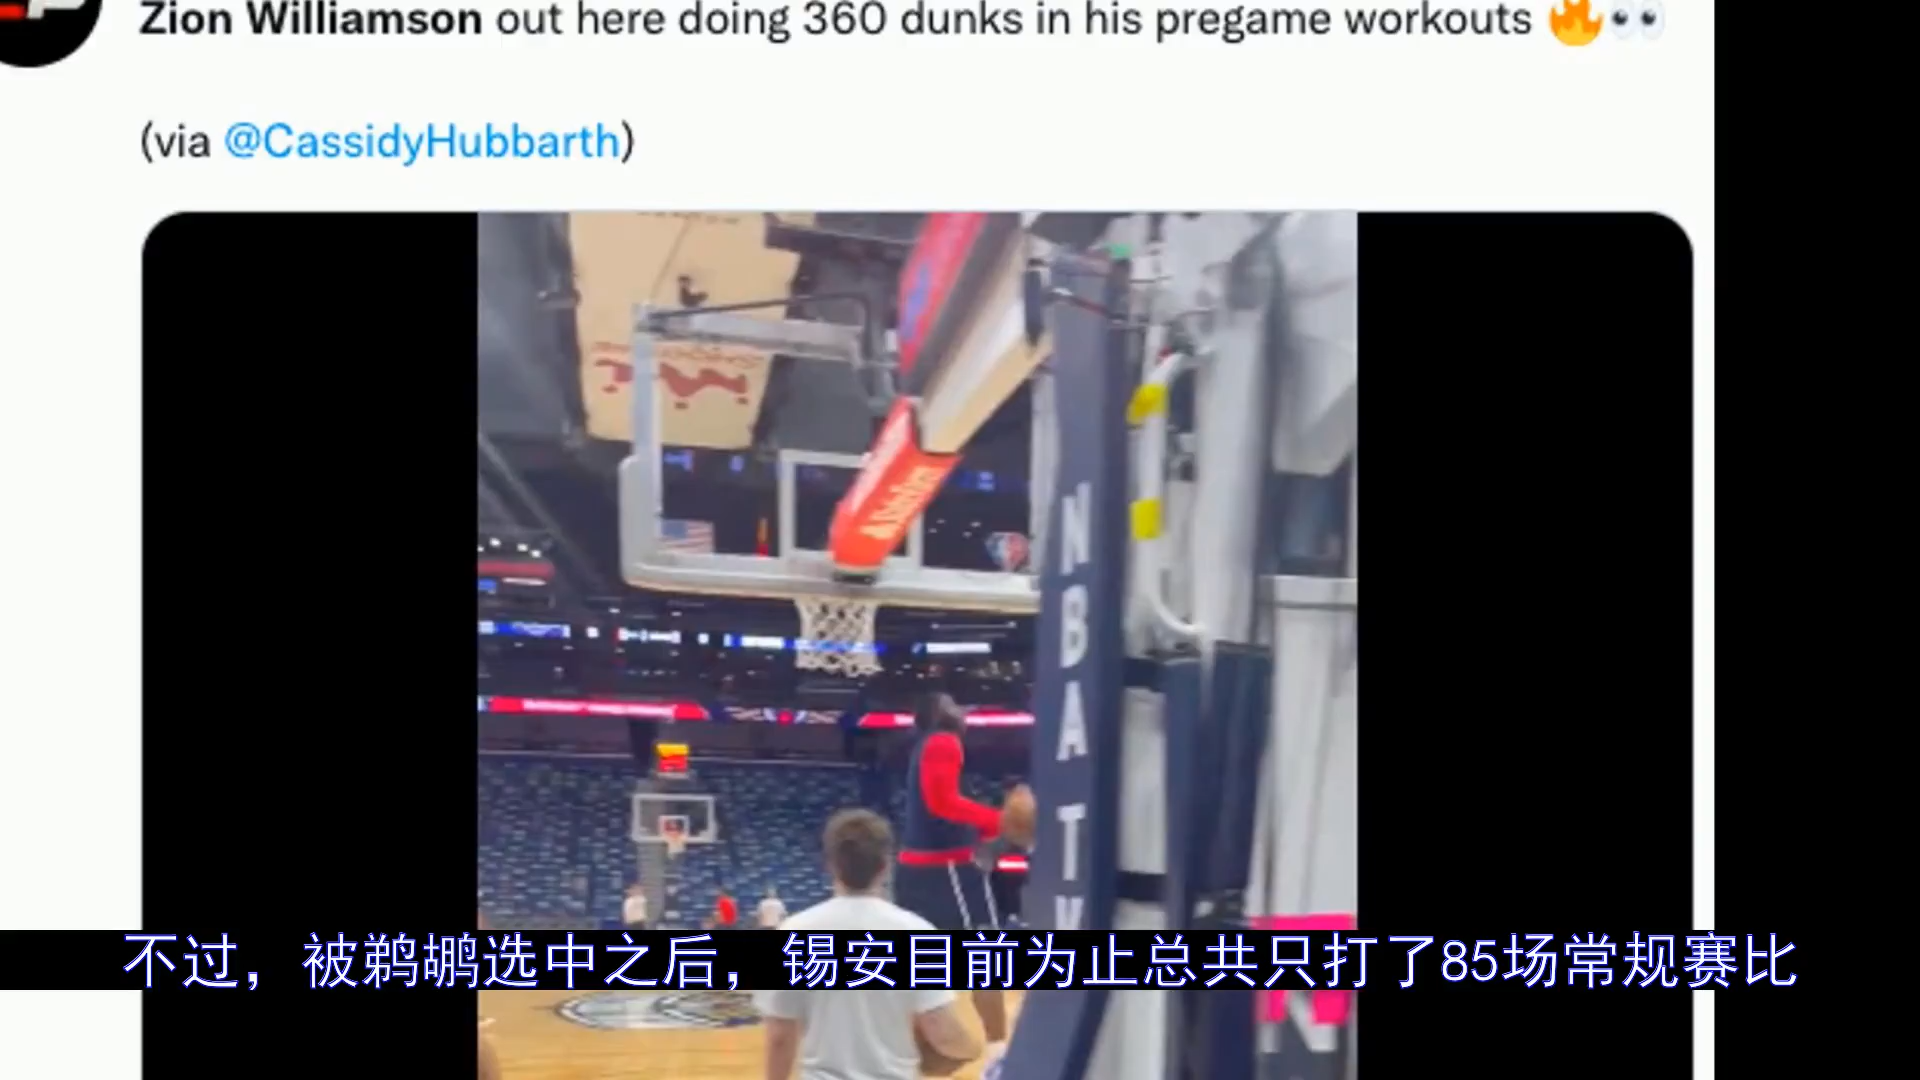 Zion Williamson out here doing 360 dunks in his pregame workouts 🔥👀
(via @CassidyHubbarth)
NBA TV
不过，被鹈鹕选中之后，锡安目前为止总共只打了85场常规赛比